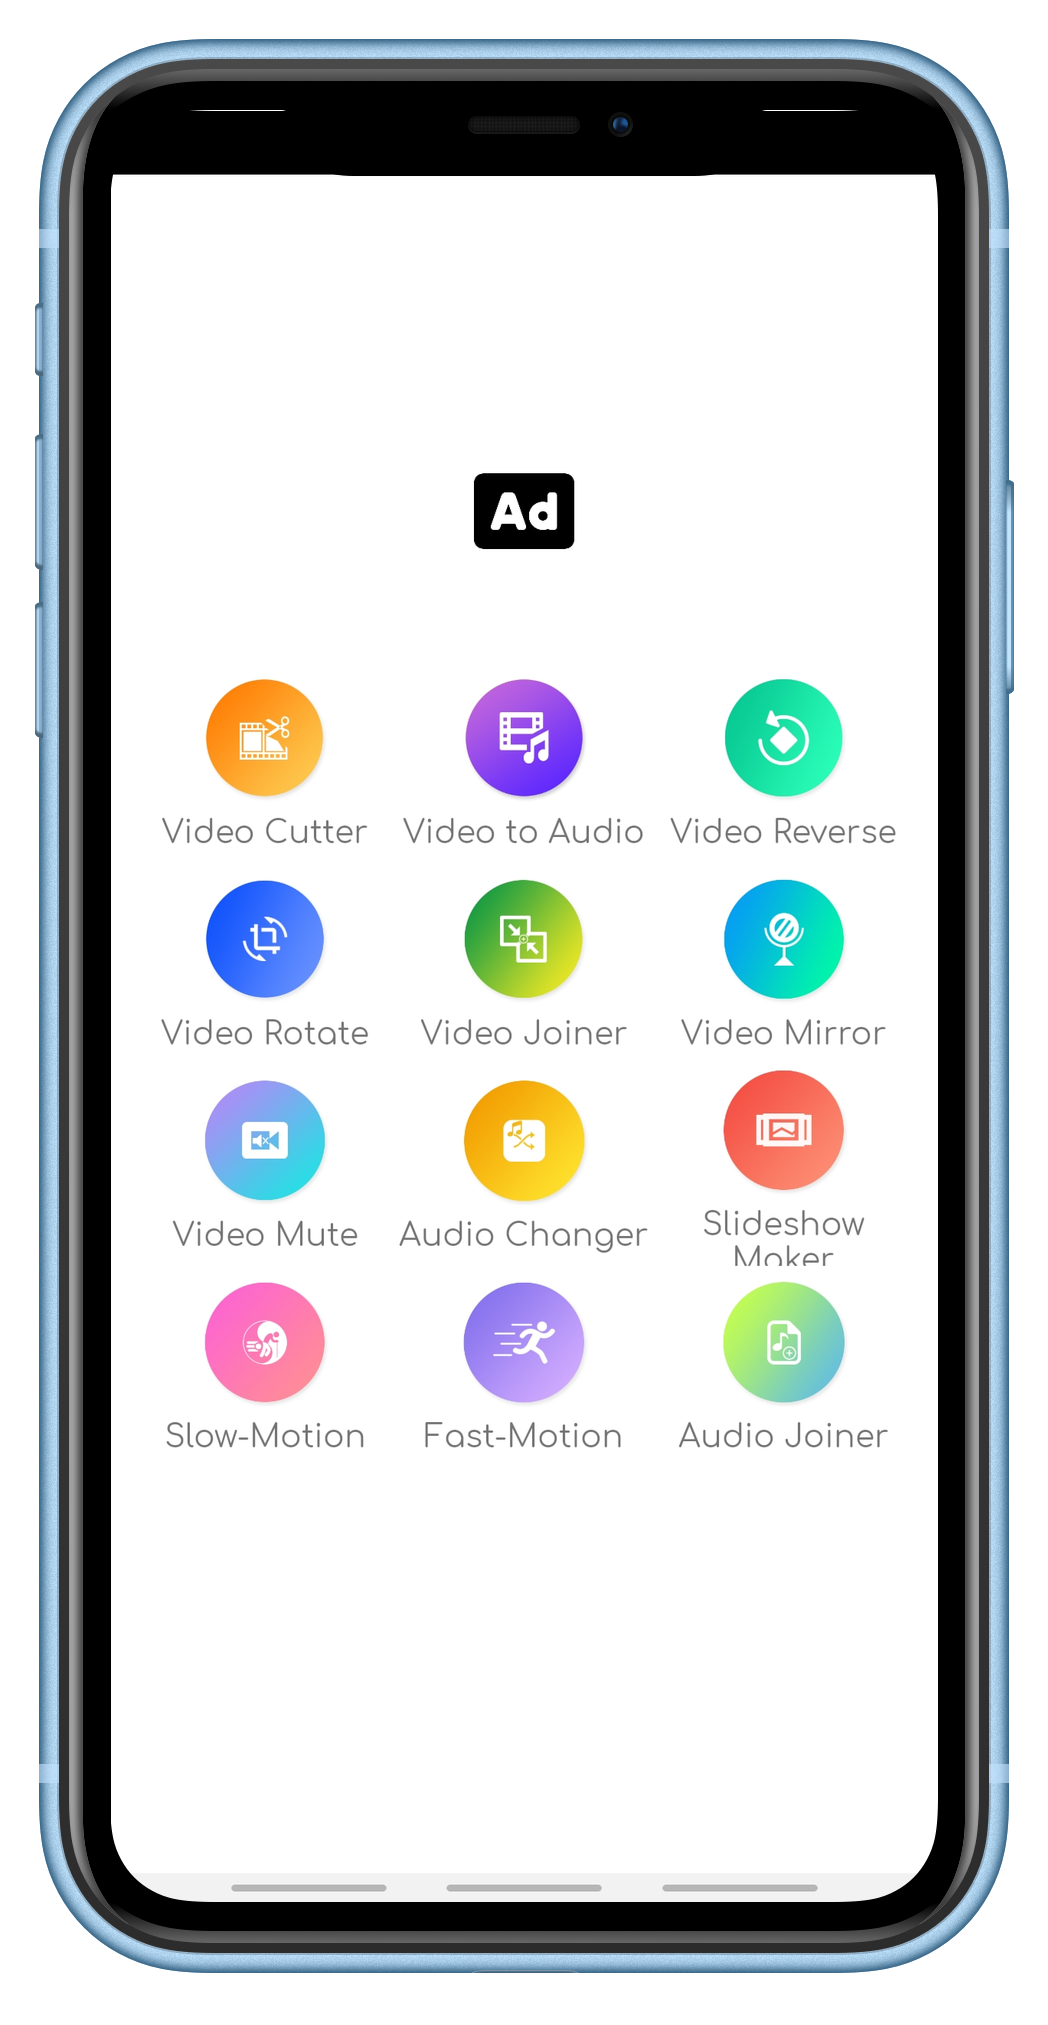 Ad
Video Cutter
Video to Audio
Video Reverse
Video Rotate
Video Joiner
Video Mirror
Video Mute
Audio Changer
Slideshow
Maker
Slow-Motion
Fast-Motion
Audio Joiner